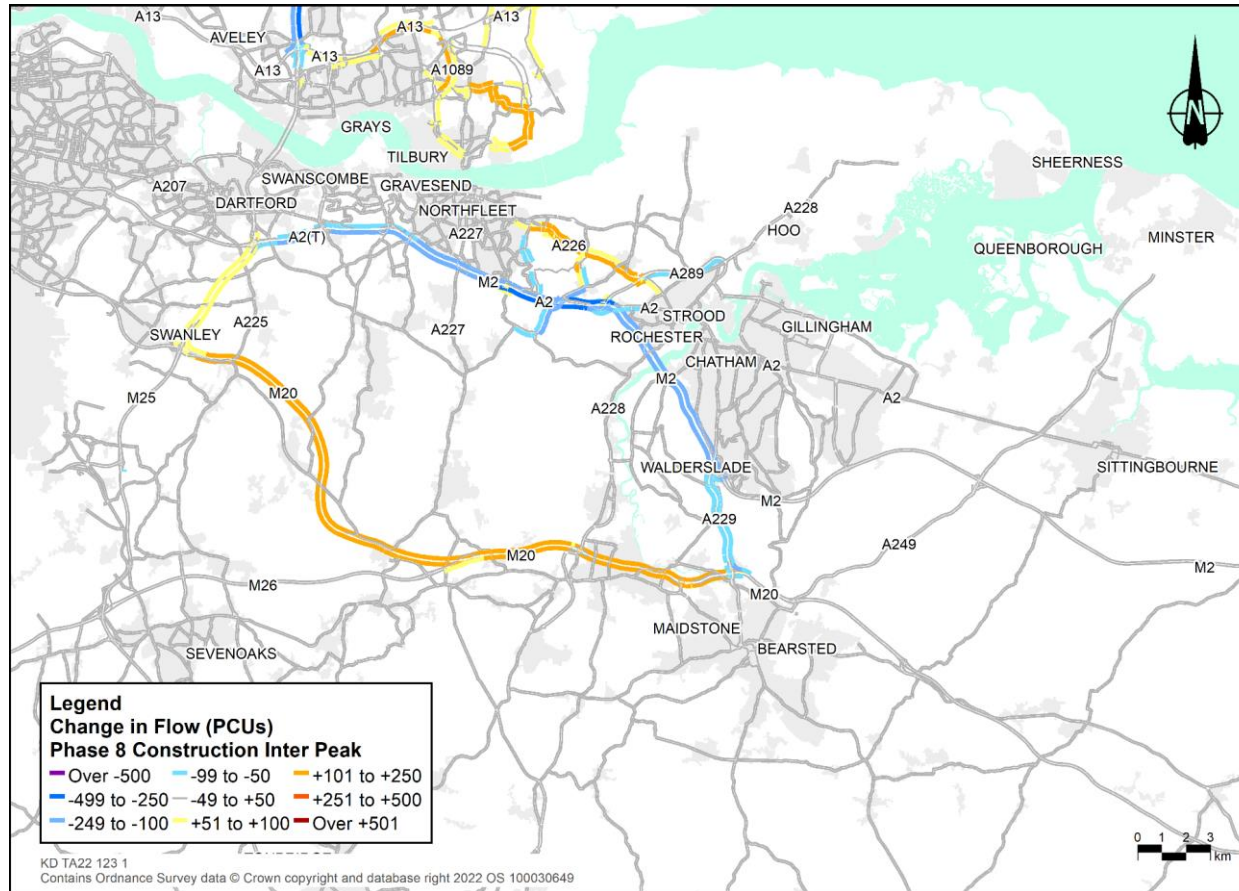 A13
A13
AVELEY
A13
A13
A13
A1089
GRAYS
TILBURY
N
SHEERNESS
SWANSCOMBE
A207
GRAVESEND
DARTFORD
NORTHFLEET
A228
HOO
MINSTER
A2(T)
A227
A226
QUEENBOROUGH
A289
M2
A2
A2
STROOD
SWANLEY
A225
A227
ROCHESTER
GILLINGHAM
CHATHAM
A2
M2
M20
M25
A228
A2
WALDERSLADE
SITTINGBOURNE
M2
A229
A249
M20
M2
M26
M20
MAIDSTONE
SEVENOAKS
BEARSTED
Legend
Change in Flow (PCUs)
Phase 8 Construction Inter Peak
Over -500
-99 to -50
+101 to +250
-499 to -250
-49 to +50
+251 to +500
-249 to -100
+51 to +100
Over +501
0 1 2 3
km
KD TA22 123 1
Contains Ordnance Survey data © Crown copyright and database right 2022 OS 100030649